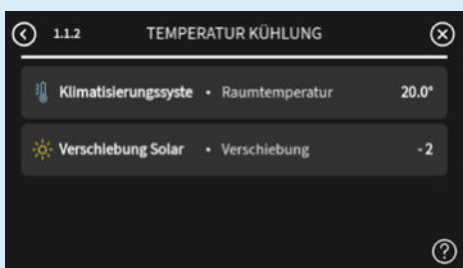 1.1.2 TEMPERATUR KÜHLUNG
Klimatisierungssyste • Raumtemperatur 20.0°
Verschiebung Solar • Verschiebung -2
?